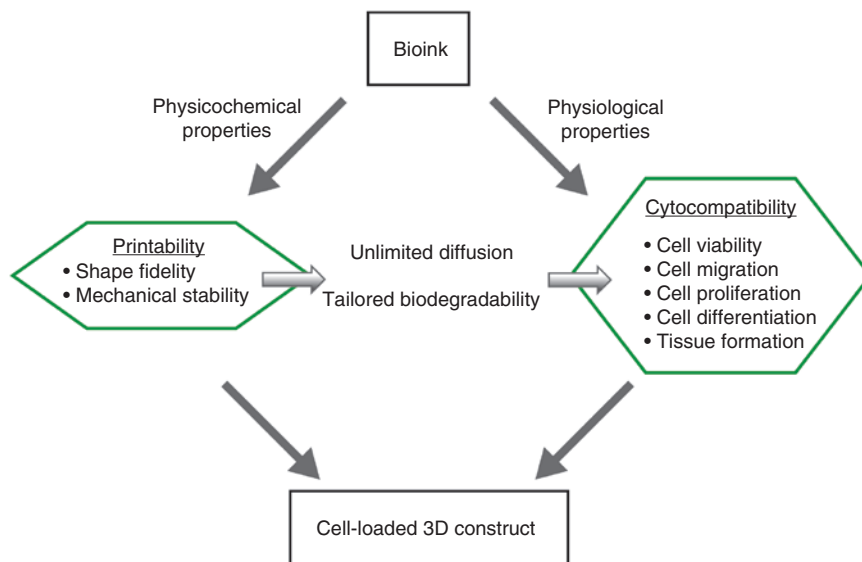 Bioink
Physicochemical
properties
Physiological
properties
Printability
• Shape fidelity
• Mechanical stability
Unlimited diffusion
Tailored biodegradability
Cytocompatibility
• Cell viability
• Cell migration
• Cell proliferation
• Cell differentiation
• Tissue formation
Cell-loaded 3D construct